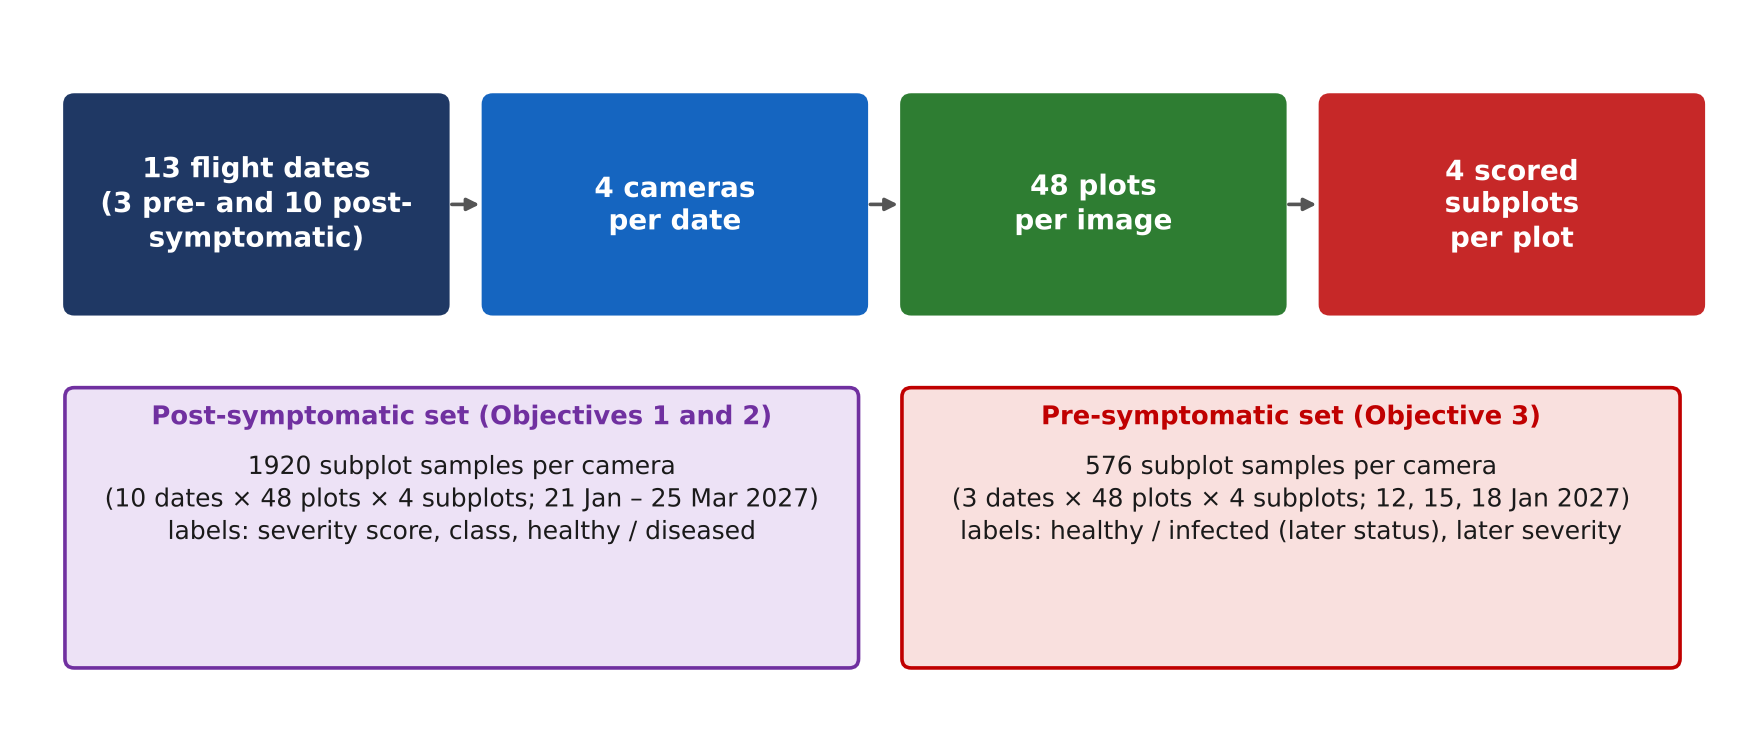 13 flight dates
(3 pre- and 10 post-
symptomatic)
4 cameras
per date
48 plots
per image
4 scored
subplots
per plot
Post-symptomatic set (Objectives 1 and 2)
1920 subplot samples per camera
(10 dates × 48 plots × 4 subplots; 21 Jan – 25 Mar 2027)
labels: severity score, class, healthy / diseased
Pre-symptomatic set (Objective 3)
576 subplot samples per camera
(3 dates × 48 plots × 4 subplots; 12, 15, 18 Jan 2027)
labels: healthy / infected (later status), later severity